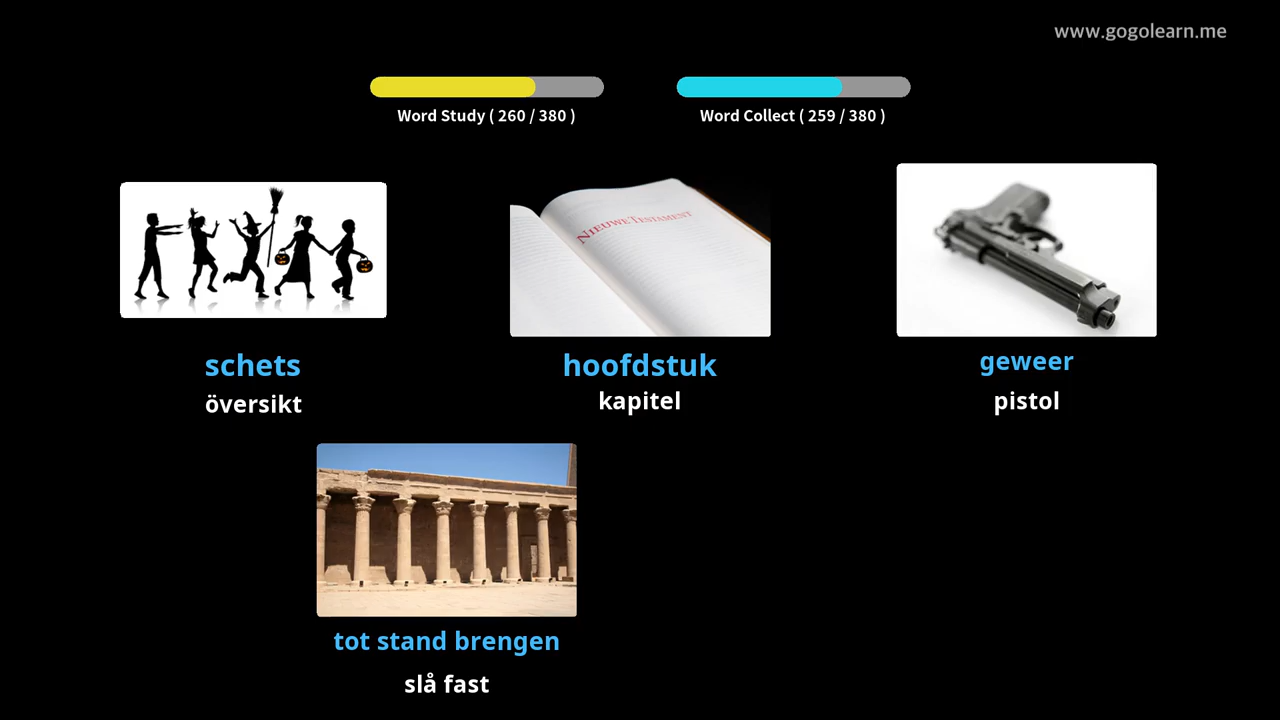 www.gogolearn.me
Word Study ( 260 / 380 )
Word Collect ( 259 / 380 )
NIEUWE TESTAMENT
schets
översikt
hoofdstuk
kapitel
geweer
pistol
tot stand brengen
slå fast